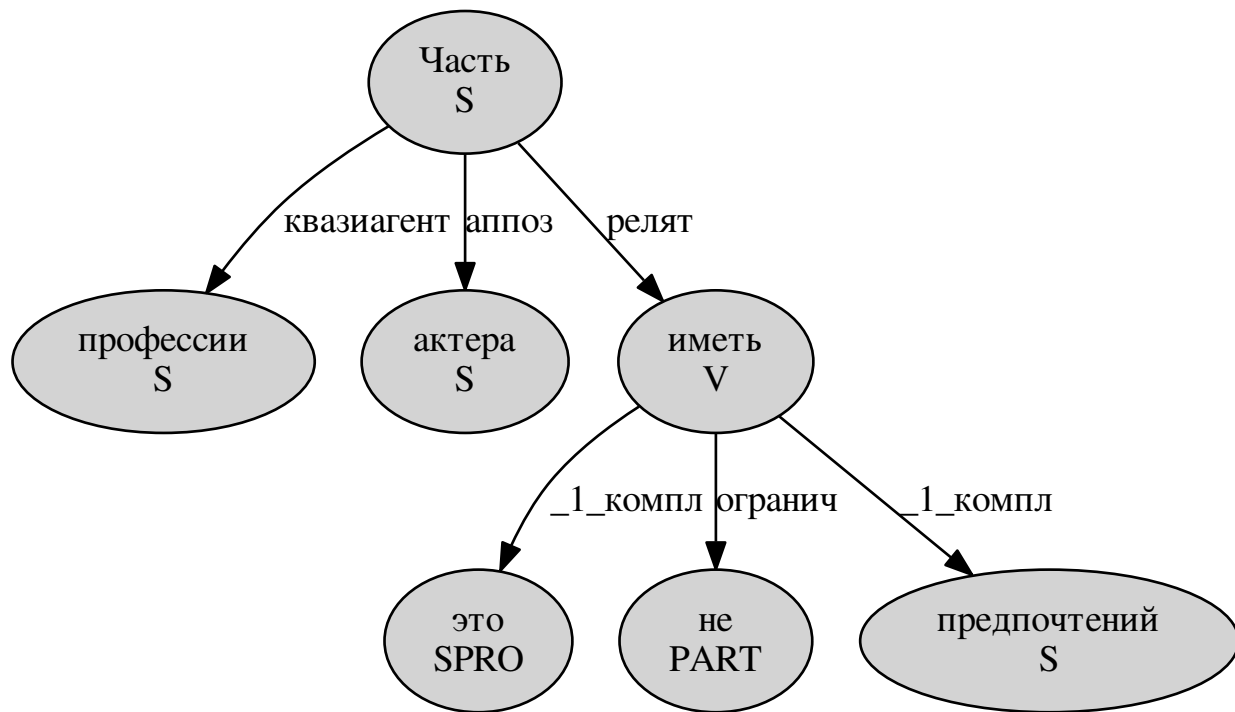 Часть
S
квазиагент
аппоз
релят
профессии
S
актера
S
иметь
V
_1_компл
огранич
_1_компл
это
SPRO
не
PART
предпочтений
S